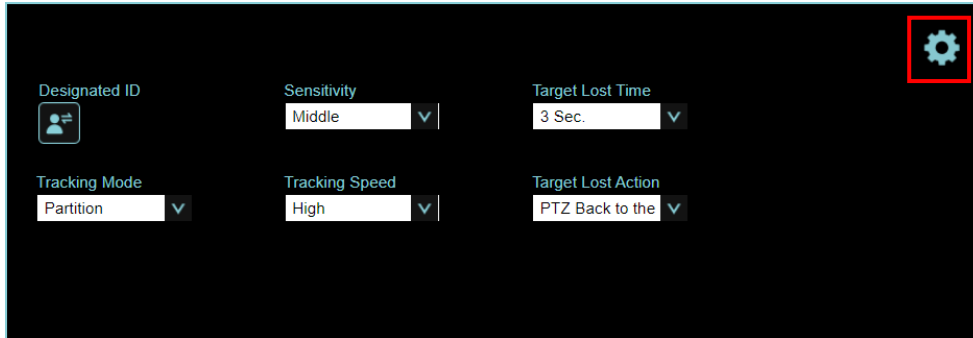 Designated ID
Sensitivity
Middle
Target Lost Time
3 Sec.
Tracking Mode
Partition
Tracking Speed
High
Target Lost Action
PTZ Back to the